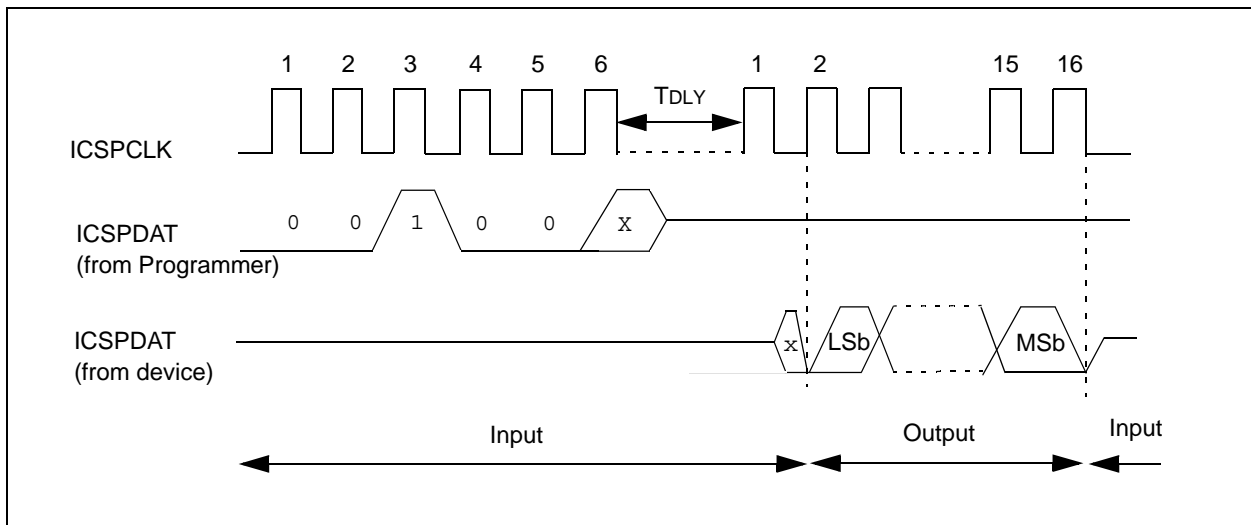 1 2 3 4 5 6 1 2 15 16
TDLY
ICSPCLK
0 0 1 0 0 x
ICSPDAT
(from Programmer)
ICSPDAT
(from device)
x LSb MSb
Input Output Input